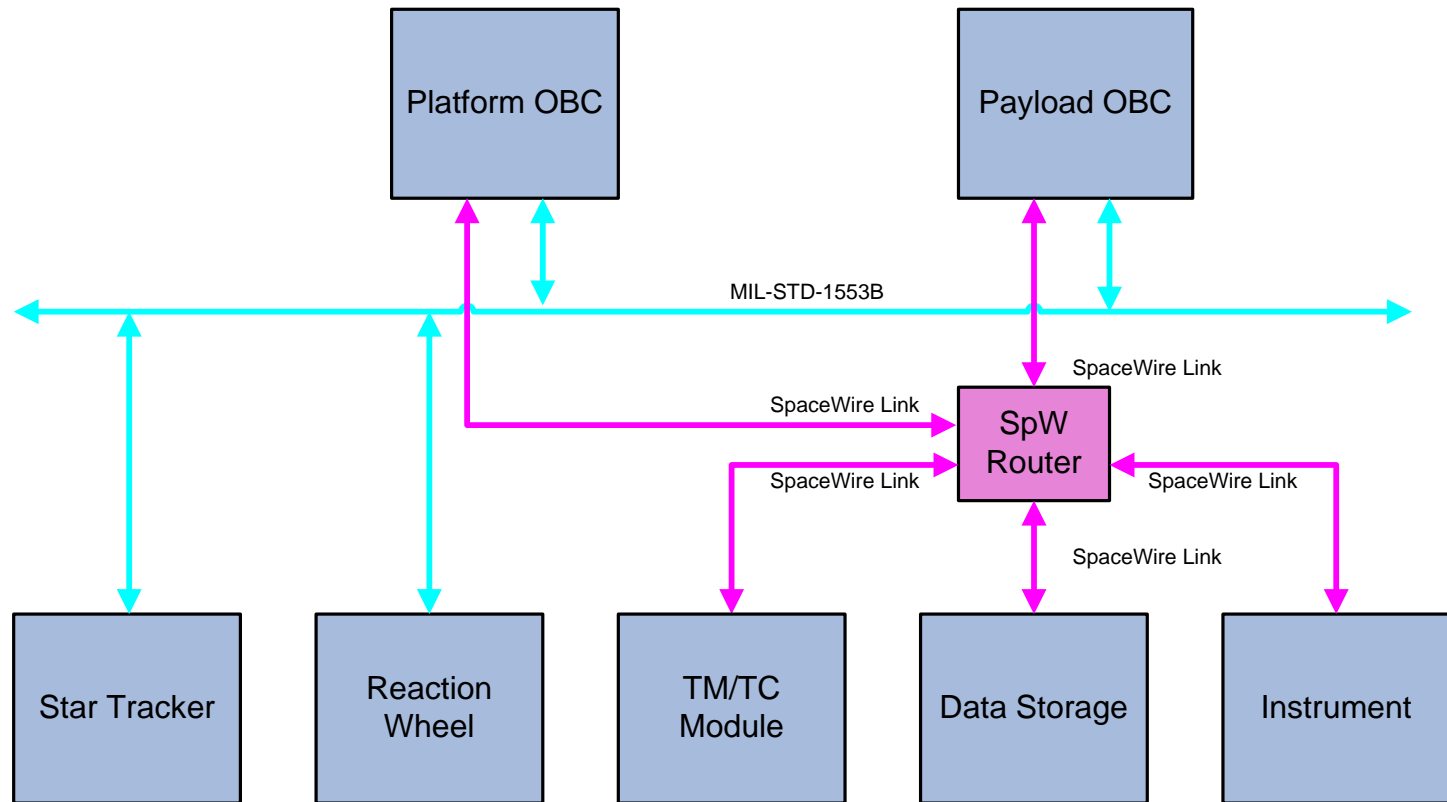 Platform OBC
Payload OBC
MIL-STD-1553B
SpaceWire Link
SpaceWire Link
SpW
Router
SpaceWire Link
SpaceWire Link
SpaceWire Link
Star Tracker
Reaction
Wheel
TM/TC
Module
Data Storage
Instrument